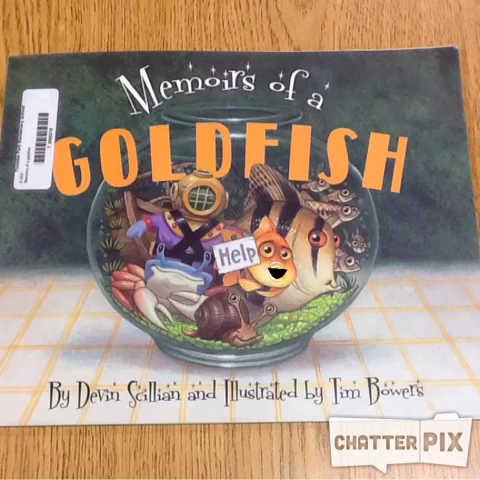 Memoirs of a
GOLDFISH
Help
By Devin Scillian and Illustrated by Tim Bowers
CHATTER PIX